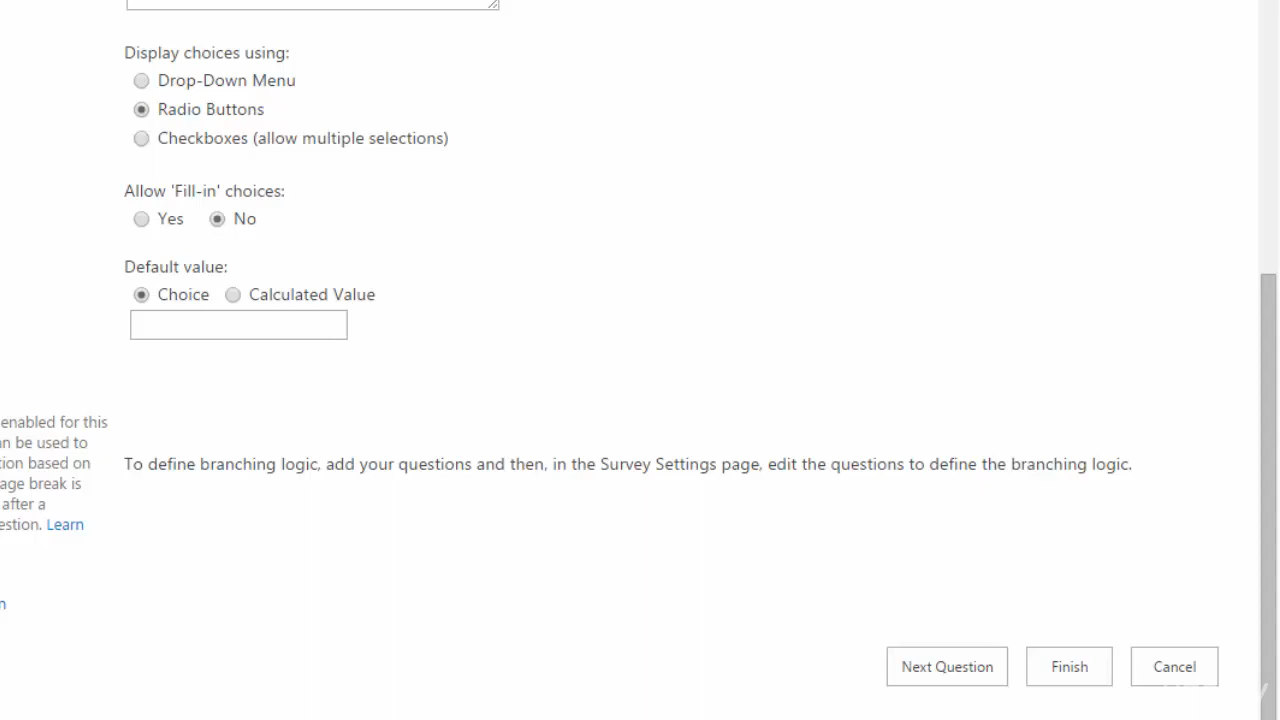 Display choices using:
Drop-Down Menu
Radio Buttons
Checkboxes (allow multiple selections)
Allow 'Fill-in' choices:
Yes No
Default value:
Choice Calculated Value
enabled for this
an be used to
tion based on
age break is
after a
estion. Learn
To define branching logic, add your questions and then, in the Survey Settings page, edit the questions to define the branching logic.
n
Next Question Finish Cancel